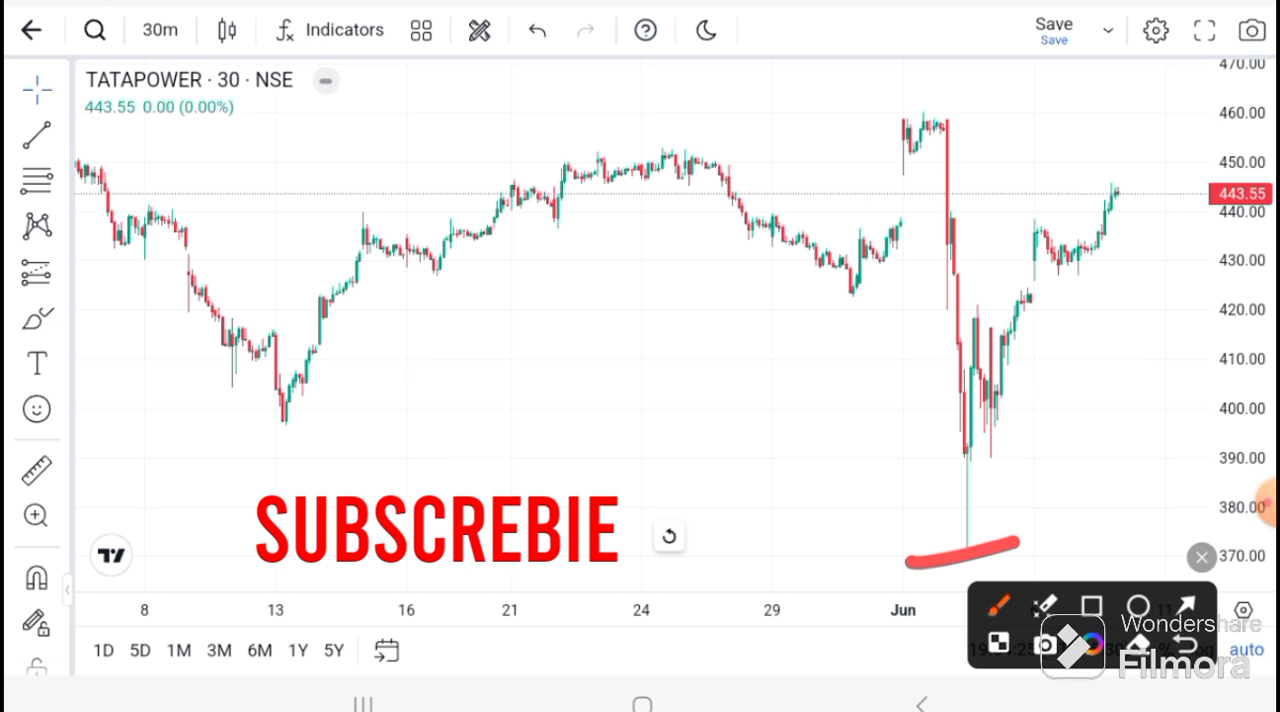 30m Indicators Save
Save
TATAPOWER · 30 · NSE
443.55 0.00 (0.00%)
470.00
460.00
450.00
443.55
440.00
430.00
420.00
410.00
400.00
390.00
380.00
370.00
SUBSCREBIE
8 13 16 21 24 29 Jun
1D 5D 1M 3M 6M 1Y 5Y
auto
Wondershare
Filmora